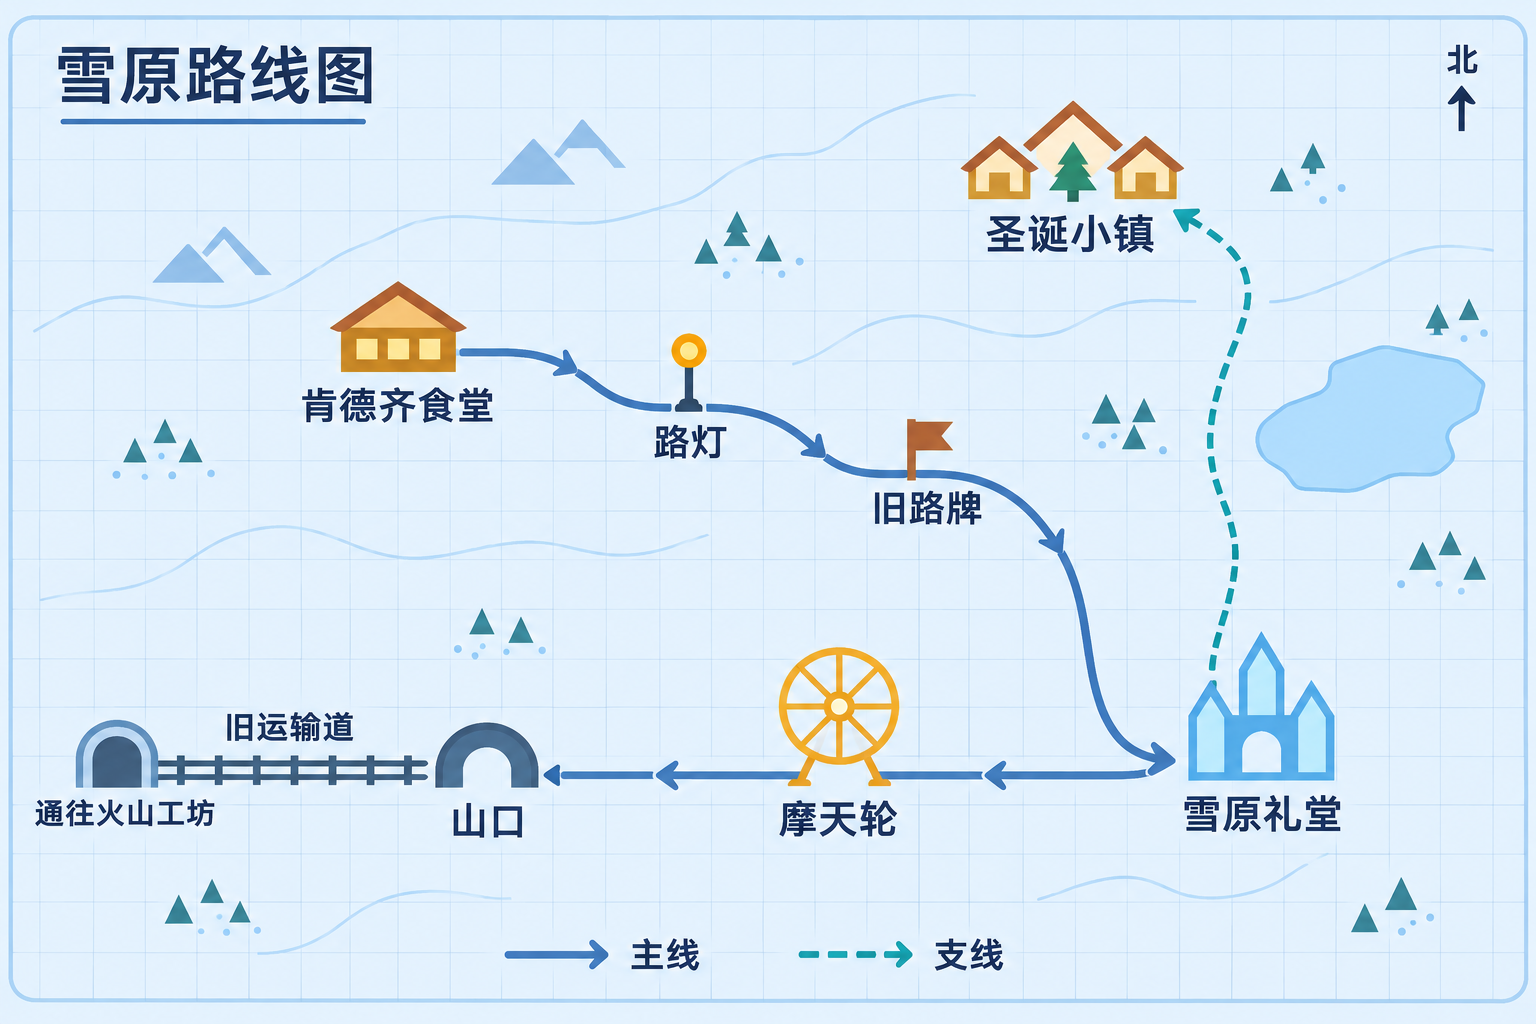 雪原路线图
北
圣诞小镇
肯德齐食堂
路灯
旧路牌
旧运输道
通往火山工坊
山口
摩天轮
雪原礼堂
主线
支线